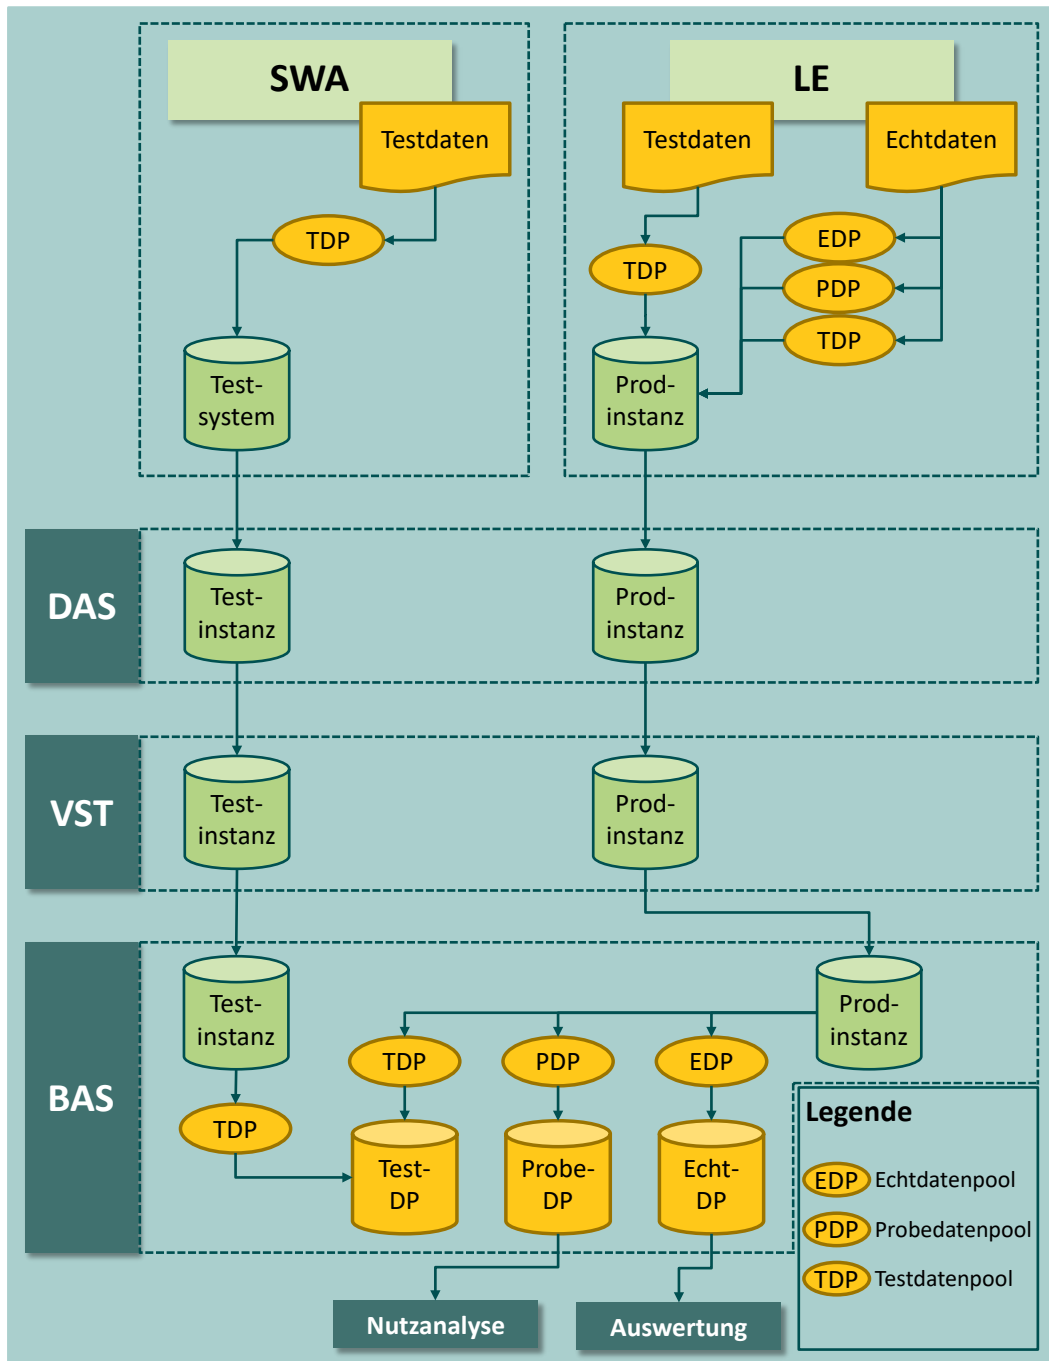 SWA
LE
Testdaten
Testdaten
Echtdaten
TDP
TDP
EDP
PDP
TDP
Test-
system
Prod-
instanz
DAS
Test-
instanz
Prod-
instanz
VST
Test-
instanz
Prod-
instanz
BAS
Test-
instanz
Prod-
instanz
TDP
PDP
EDP
TDP
Test-
DP
Probe-
DP
Echt-
DP
Legende
EDP Echtdatenpool
PDP Probedatenpool
TDP Testdatenpool
Nutzanalyse
Auswertung